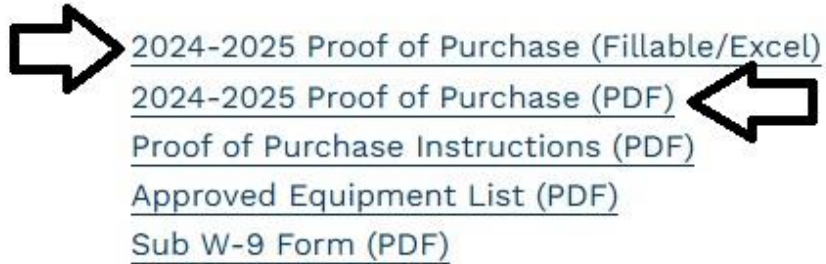 2024-2025 Proof of Purchase (Fillable/Excel)
2024-2025 Proof of Purchase (PDF)
Proof of Purchase Instructions (PDF)
Approved Equipment List (PDF)
Sub W-9 Form (PDF)